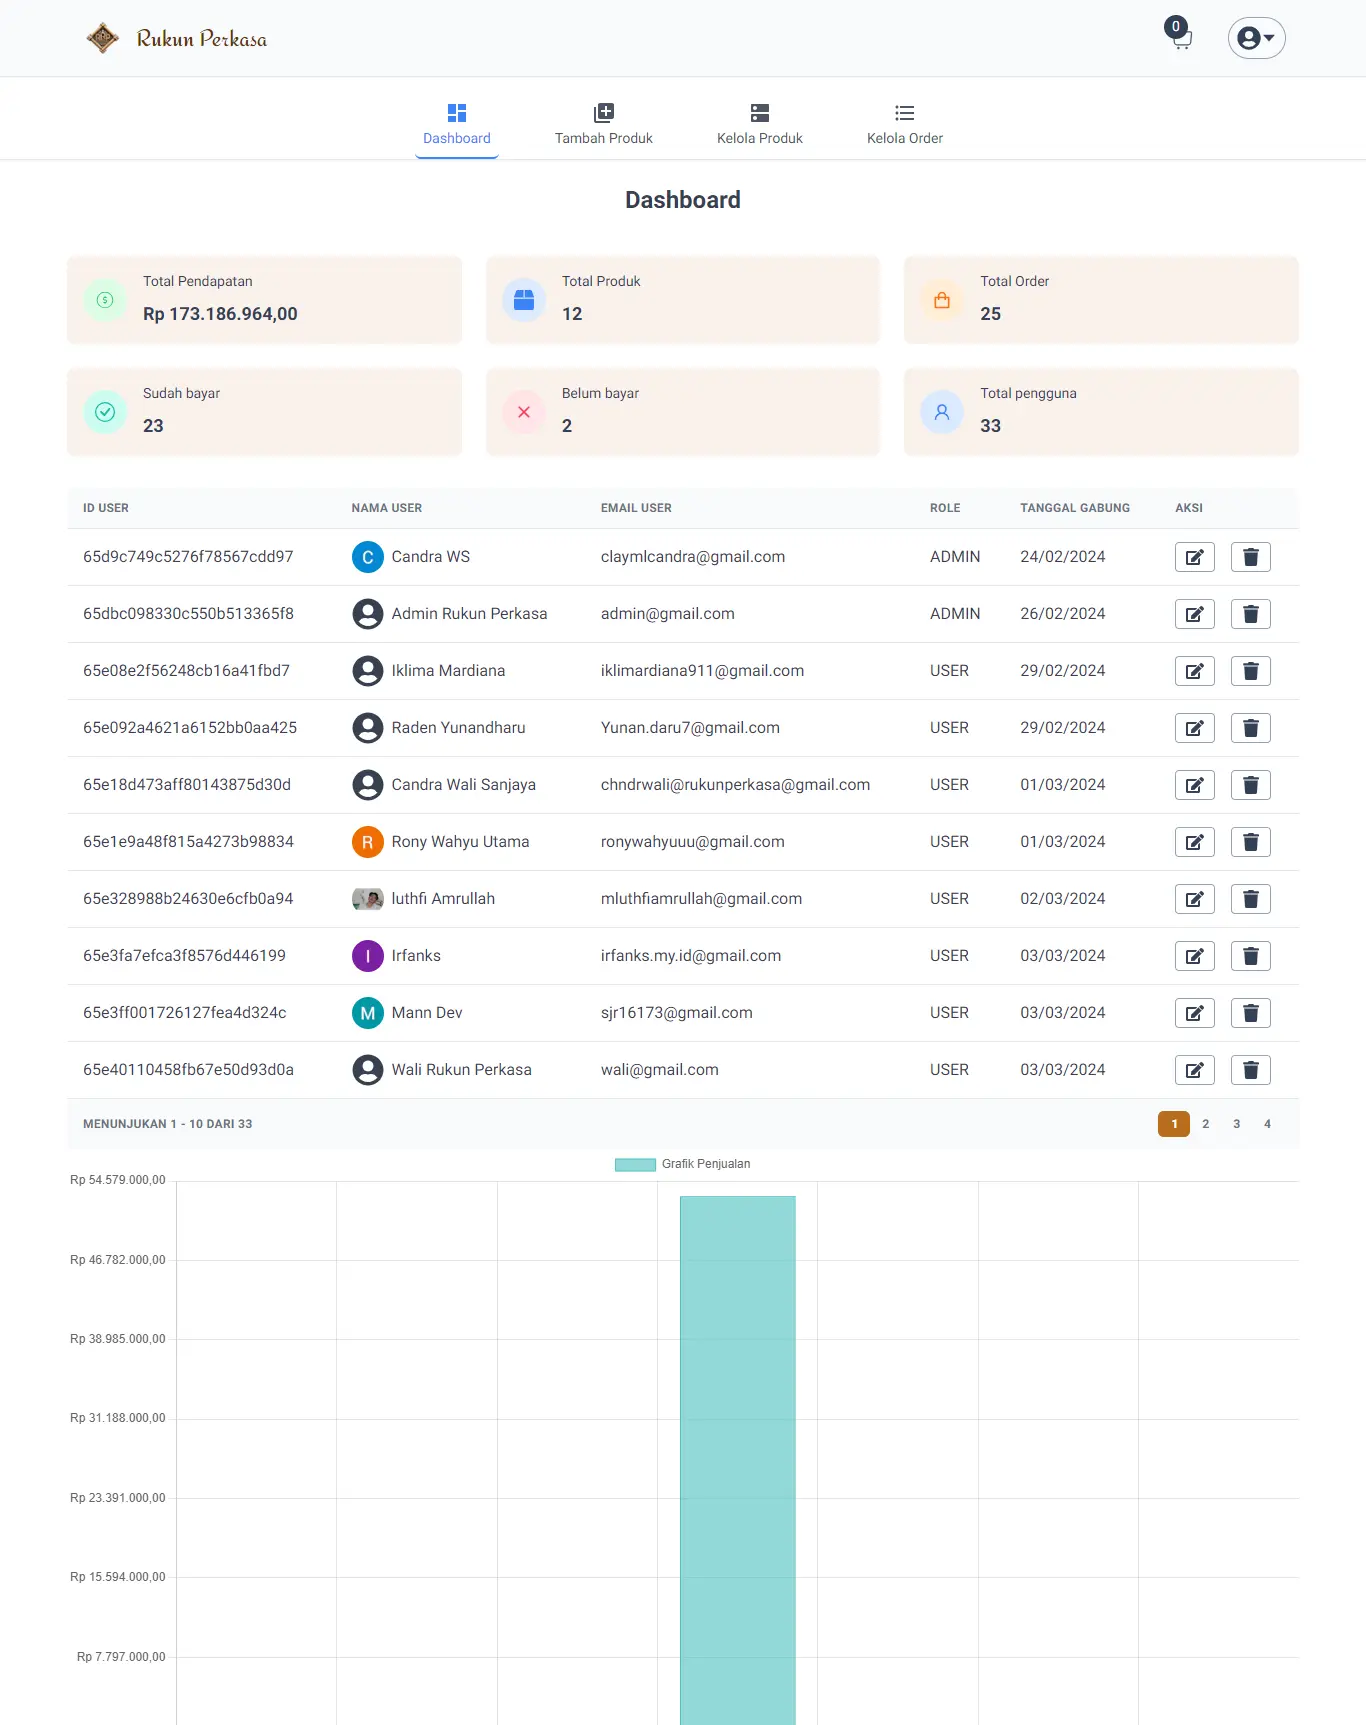 Rukun Perkasa
0
Dashboard
Tambah Produk
Kelola Produk
Kelola Order
Dashboard
Total Pendapatan
Rp 173.186.964,00
Total Produk
12
Total Order
25
Sudah bayar
23
Belum bayar
2
Total pengguna
33
ID USER NAMA USER EMAIL USER ROLE TANGGAL GABUNG AKSI
65d9c749c5276f78567cdd97 C Candra WS claymlcandra@gmail.com ADMIN 24/02/2024
65dbc098330c550b513365f8 Admin Rukun Perkasa admin@gmail.com ADMIN 26/02/2024
65e08e2f56248cb16a41fbd7 Iklima Mardiana iklimardiana911@gmail.com USER 29/02/2024
65e092a4621a6152bb0aa425 Raden Yunandharu Yunan.daru7@gmail.com USER 29/02/2024
65e18d473aff80143875d30d Candra Wali Sanjaya chndrwali@rukunperkasa@gmail.com USER 01/03/2024
65e1e9a48f815a4273b98834 R Rony Wahyu Utama ronywahyuuu@gmail.com USER 01/03/2024
65e328988b24630e6cfb0a94 luthfi Amrullah mluthfiamrullah@gmail.com USER 02/03/2024
65e3fa7efca3f8576d446199 I Irfanks irfanks.my.id@gmail.com USER 03/03/2024
65e3ff001726127fea4d324c M Mann Dev sjr16173@gmail.com USER 03/03/2024
65e40110458fb67e50d93d0a Wali Rukun Perkasa wali@gmail.com USER 03/03/2024
MENUNJUKAN 1 - 10 DARI 33 1 2 3 4
Grafik Penjualan
Rp 54.579.000,00
Rp 46.782.000,00
Rp 38.985.000,00
Rp 31.188.000,00
Rp 23.391.000,00
Rp 15.594.000,00
Rp 7.797.000,00